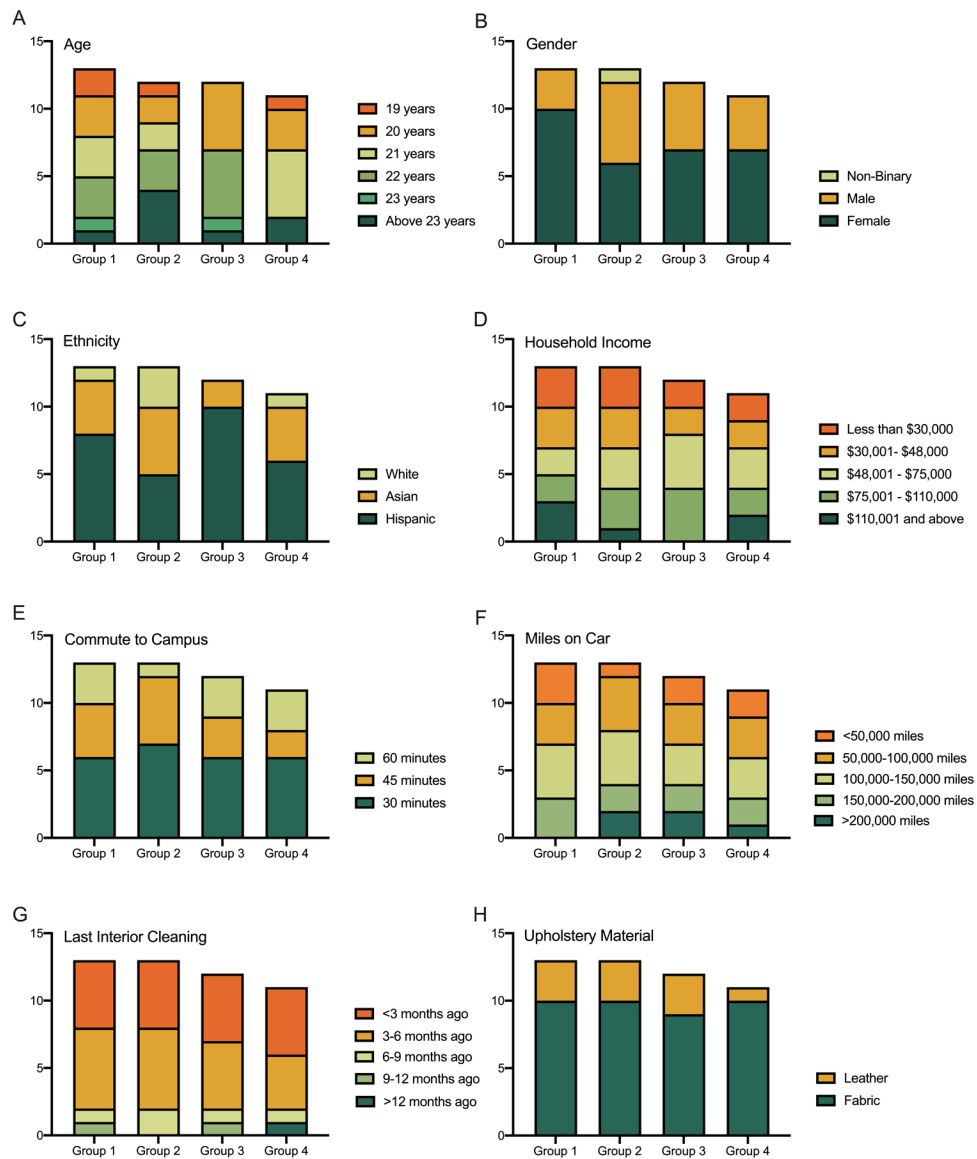 A
Age
15
10
5
0
Group 1 Group 2 Group 3 Group 4
19 years
20 years
21 years
22 years
23 years
Above 23 years
B
Gender
15
10
5
0
Group 1 Group 2 Group 3 Group 4
Non-Binary
Male
Female
C
Ethnicity
15
10
5
0
Group 1 Group 2 Group 3 Group 4
White
Asian
Hispanic
D
Household Income
15
10
5
0
Group 1 Group 2 Group 3 Group 4
Less than $30,000
$30,001- $48,000
$48,001 - $75,000
$75,001 - $110,000
$110,001 and above
E
Commute to Campus
15
10
5
0
Group 1 Group 2 Group 3 Group 4
60 minutes
45 minutes
30 minutes
F
Miles on Car
15
10
5
0
Group 1 Group 2 Group 3 Group 4
<50,000 miles
50,000-100,000 miles
100,000-150,000 miles
150,000-200,000 miles
>200,000 miles
G
Last Interior Cleaning
15
10
5
0
Group 1 Group 2 Group 3 Group 4
<3 months ago
3-6 months ago
6-9 months ago
9-12 months ago
>12 months ago
H
Upholstery Material
15
10
5
0
Group 1 Group 2 Group 3 Group 4
Leather
Fabric